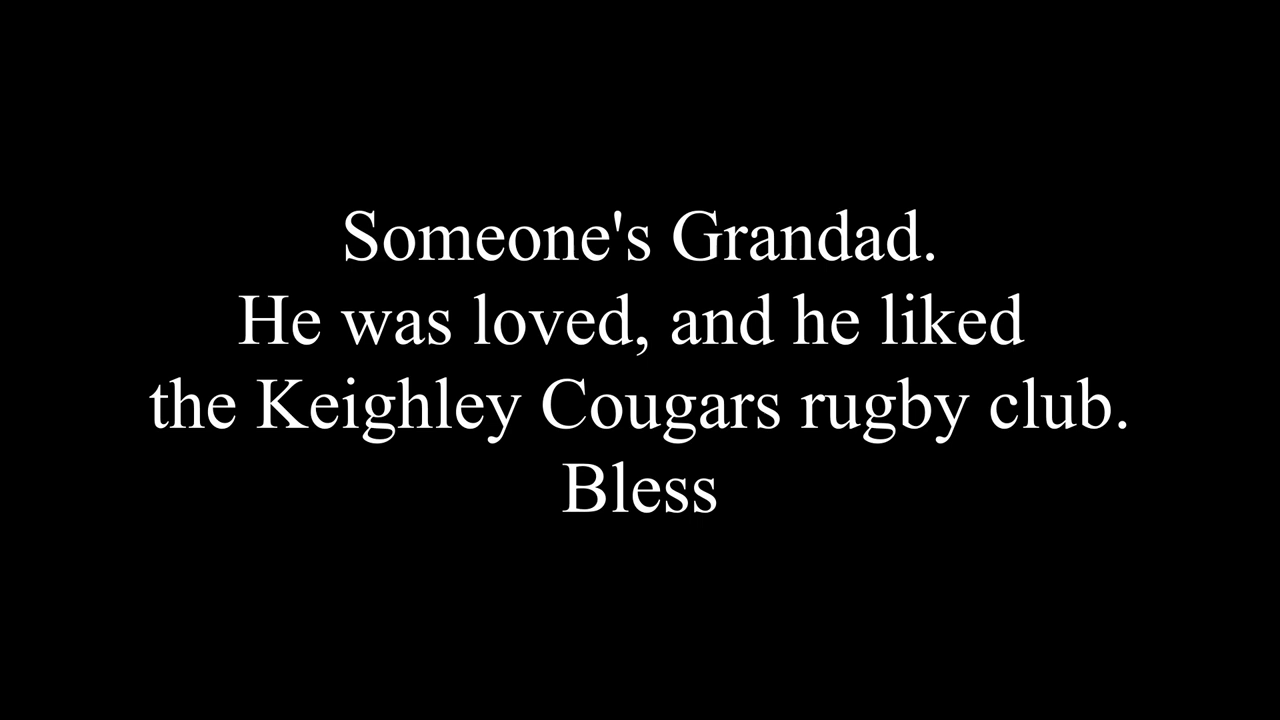 Someone's Grandad.
He was loved, and he liked
the Keighley Cougars rugby club.
Bless